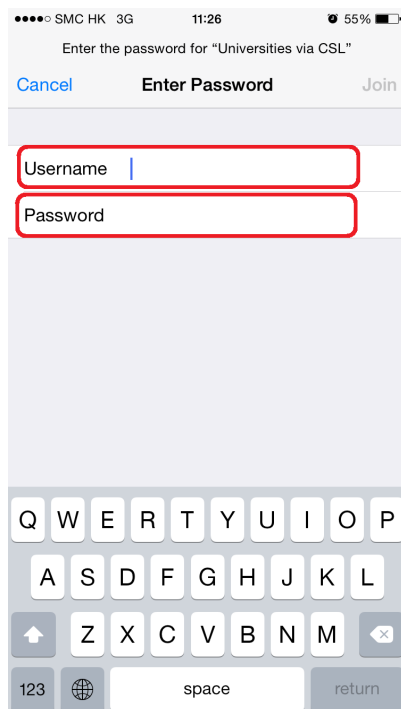 SMC HK 3G 11:26 55%
Enter the password for “Universities via CSL”
Cancel Enter Password Join
Username
Password
Q W E R T Y U I O P
A S D F G H J K L
Z X C V B N M
123 space return